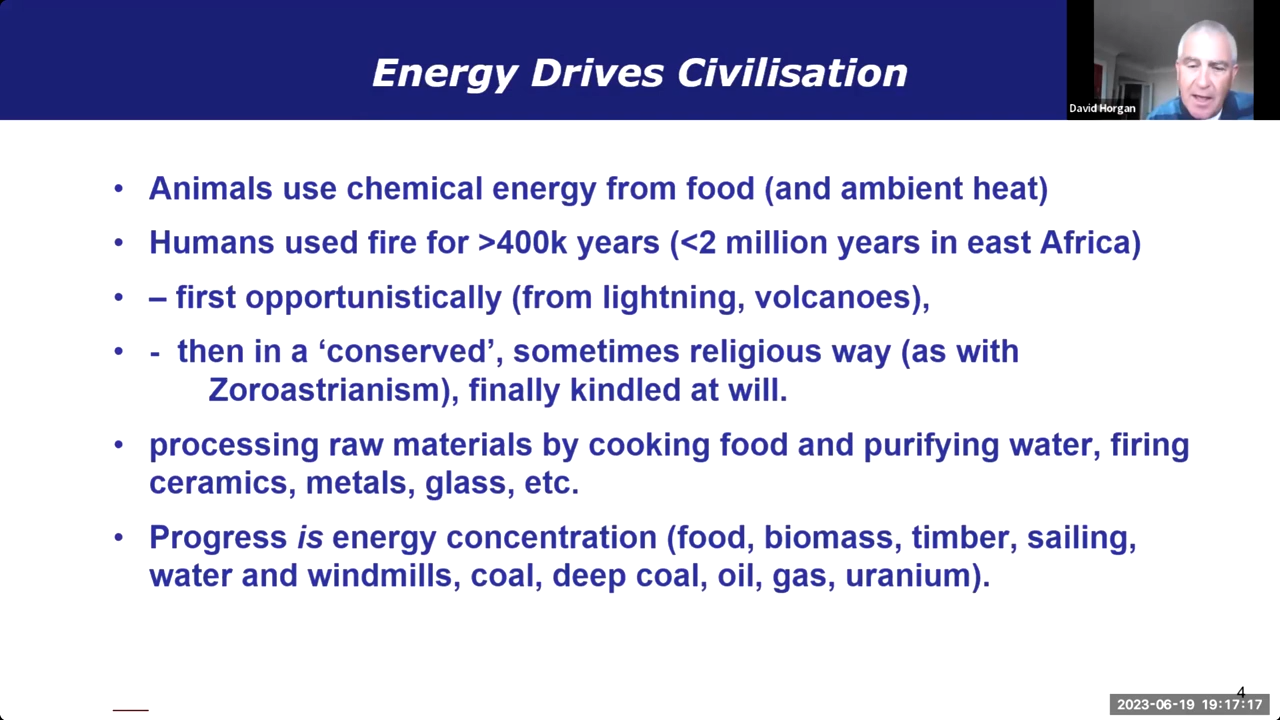 Energy Drives Civilisation
David Horgan
• Animals use chemical energy from food (and ambient heat)
• Humans used fire for >400k years (<2 million years in east Africa)
• – first opportunistically (from lightning, volcanoes),
• - then in a ‘conserved’, sometimes religious way (as with
Zoroastrianism), finally kindled at will.
• processing raw materials by cooking food and purifying water, firing
ceramics, metals, glass, etc.
• Progress is energy concentration (food, biomass, timber, sailing,
water and windmills, coal, deep coal, oil, gas, uranium).
4
2023-06-19 19:17:17